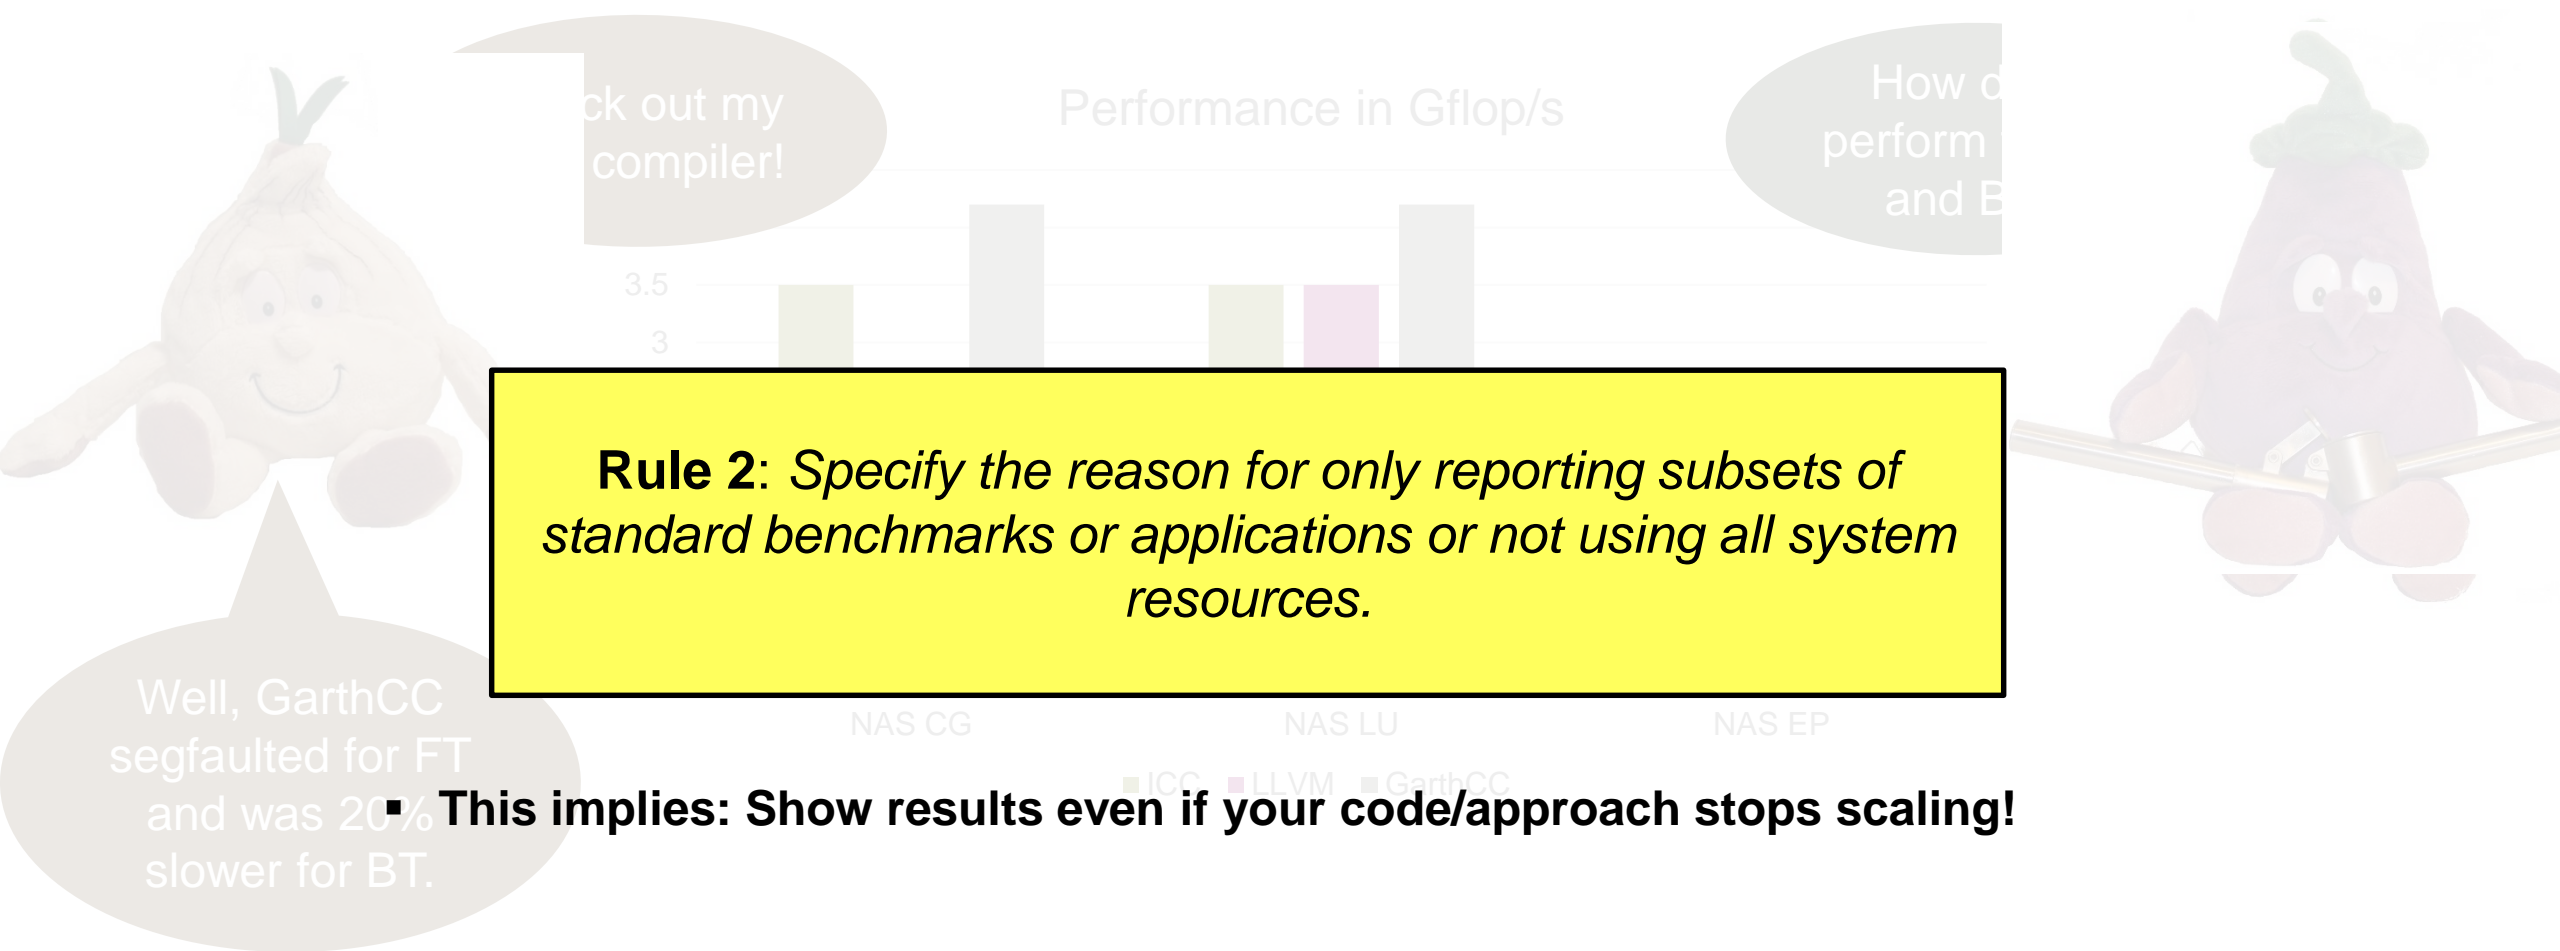 ck out my
compiler!
Performance in Gflop/s
How d
perform
and B
3.5
3
Rule 2: Specify the reason for only reporting subsets of
standard benchmarks or applications or not using all system
resources.
Well, GarthCC
segfaulted for FT
and was 20%
slower for BT.
NAS CG NAS LU NAS EP
ICC LLVM GarthCC
▪ This implies: Show results even if your code/approach stops scaling!